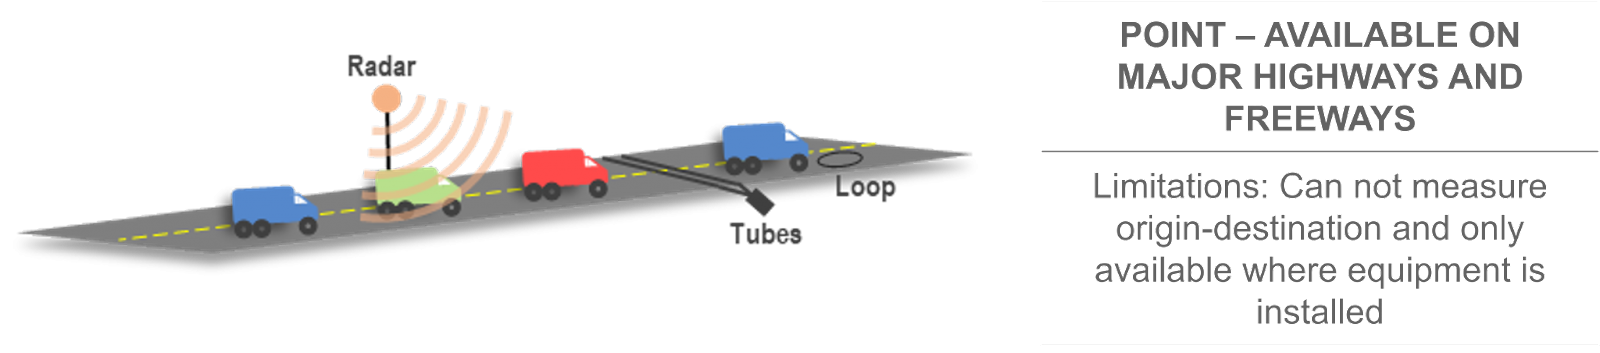 Radar
Loop
Tubes
POINT – AVAILABLE ON
MAJOR HIGHWAYS AND
FREEWAYS
Limitations: Can not measure
origin-destination and only
available where equipment is
installed